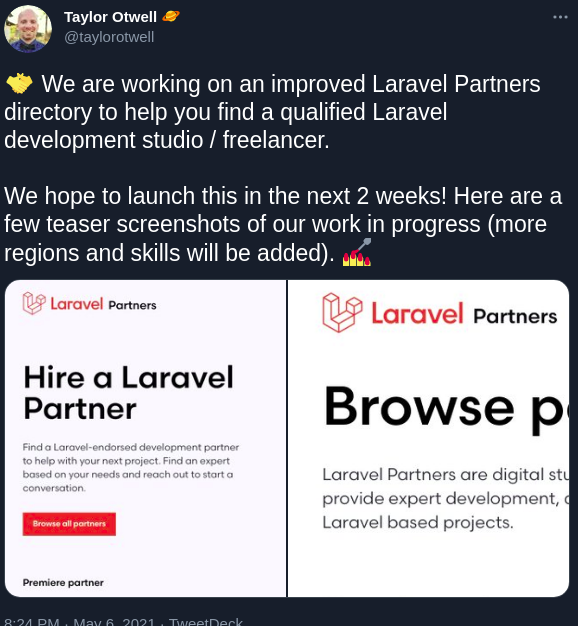 Taylor Otwell 🪐
@taylorotwell
🤝 We are working on an improved Laravel Partners
directory to help you find a qualified Laravel
development studio / freelancer.
We hope to launch this in the next 2 weeks! Here are a
few teaser screenshots of our work in progress (more
regions and skills will be added). 💅
Laravel Partners
Hire a Laravel
Partner
Find a Laravel-endorsed development partner
to help with your next project. Find an expert
based on your needs and reach out to start a
conversation.
Browse all partners
Premiere partner
Laravel Partners
Browse p
Laravel Partners are digital stu
provide expert development,
Laravel based projects.
8:24 PM · May 6, 2021 · TweetDeck